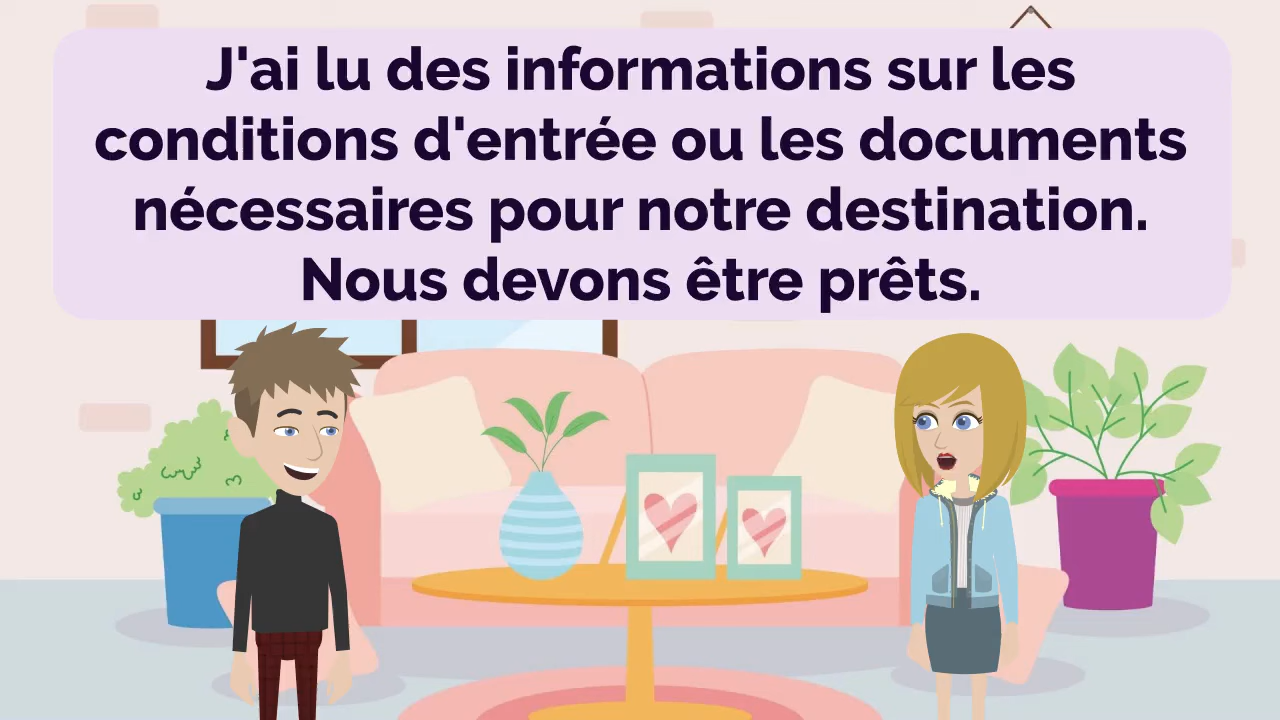 J'ai lu des informations sur les
conditions d'entrée ou les documents
nécessaires pour notre destination.
Nous devons être prêts.